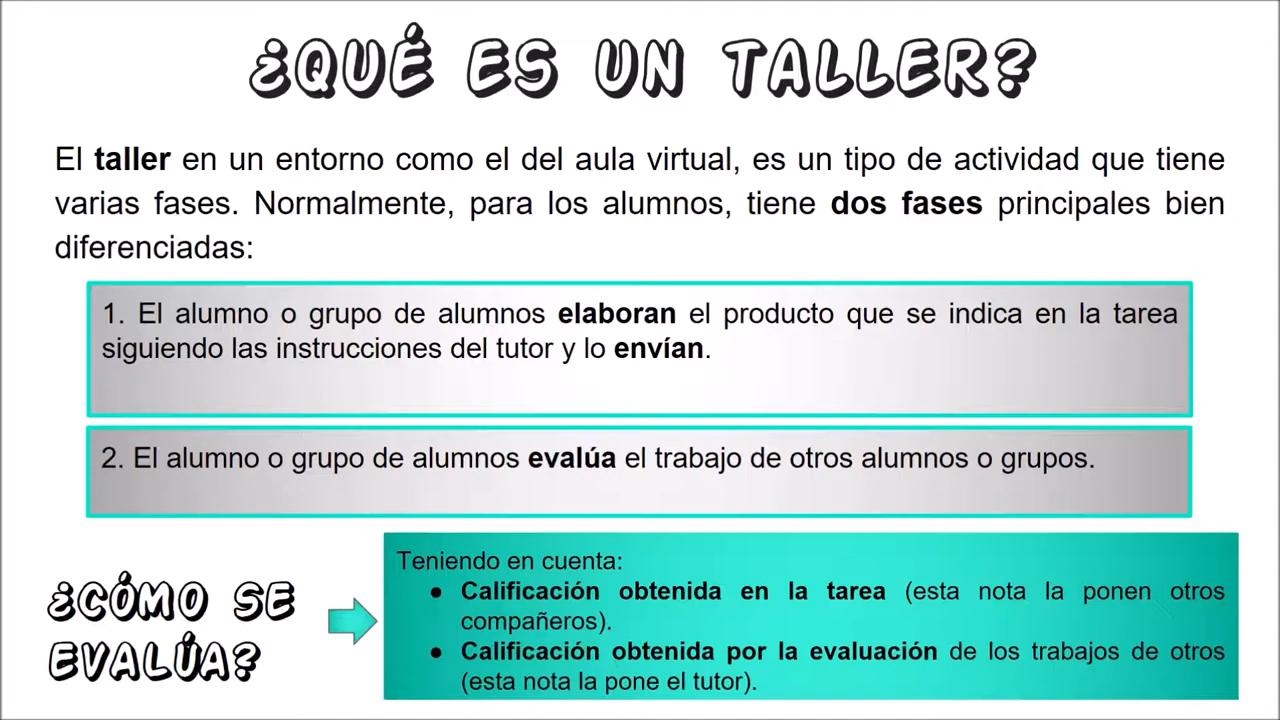 ¿QUÉ ES UN TALLER?
El taller en un entorno como el del aula virtual, es un tipo de actividad que tiene
varias fases. Normalmente, para los alumnos, tiene dos fases principales bien
diferenciadas:
1. El alumno o grupo de alumnos elaboran el producto que se indica en la tarea
siguiendo las instrucciones del tutor y lo envían.
2. El alumno o grupo de alumnos evalúa el trabajo de otros alumnos o grupos.
¿CÓMO SE
EVALÚA?
Teniendo en cuenta:
● Calificación obtenida en la tarea (esta nota la ponen otros
compañeros).
● Calificación obtenida por la evaluación de los trabajos de otros
(esta nota la pone el tutor).